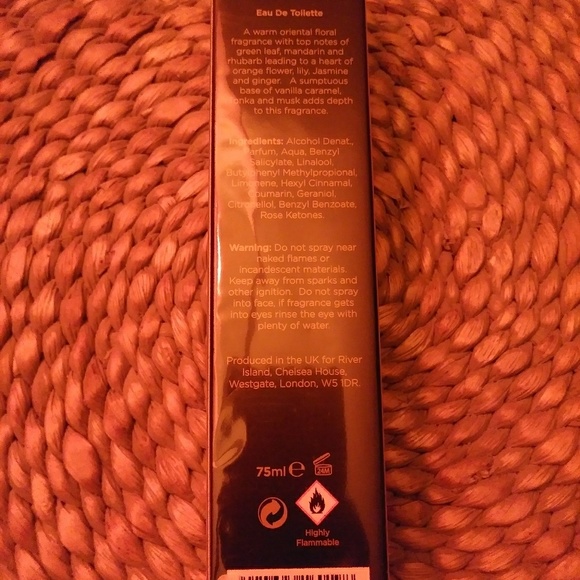 Eau De Toilette
A warm oriental floral
fragrance with top notes of
green leaf, mandarin and
rhubarb leading to a heart of
orange flower, lily, Jasmine
and ginger. A sumptuous
base of vanilla caramel,
tonka and musk adds depth
to this fragrance.
Ingredients: Alcohol Denat.,
Parfum, Aqua, Benzyl
Salicylate, Linalool,
Butylphenyl Methylpropional,
Limonene, Hexyl Cinnamal,
Coumarin, Geraniol,
Citronellol, Benzyl Benzoate,
Rose Ketones.
Warning: Do not spray near
naked flames or
incandescent materials.
Keep away from sparks and
other ignition. Do not spray
into face, if fragrance gets
into eyes rinse the eye with
plenty of water.
Produced in the UK for River
Island, Chelsea House,
Westgate, London, W5 1DR.
75ml e 24M
Highly
Flammable